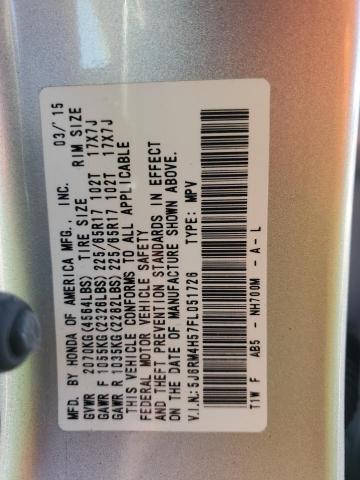 MFD. BY HONDA OF AMERICA MFG., INC. 03/'15
GVWR 2070KG(4564LBS) TIRE SIZE RIM SIZE
GAWR F 1035KG(2326LBS) 225/65R17 102T 17X7J
GAWR R 1035KG(2282LBS) 225/65R17 102T 17X7J
THIS VEHICLE CONFORMS TO ALL APPLICABLE
FEDERAL MOTOR VEHICLE SAFETY
AND THEFT PREVENTION STANDARDS IN EFFECT
ON THE DATE OF MANUFACTURE SHOWN ABOVE.
V.I.N.: 5J6RM4H57FL051726 TYPE: MPV
T1W F AB5 - NH700M - A - L